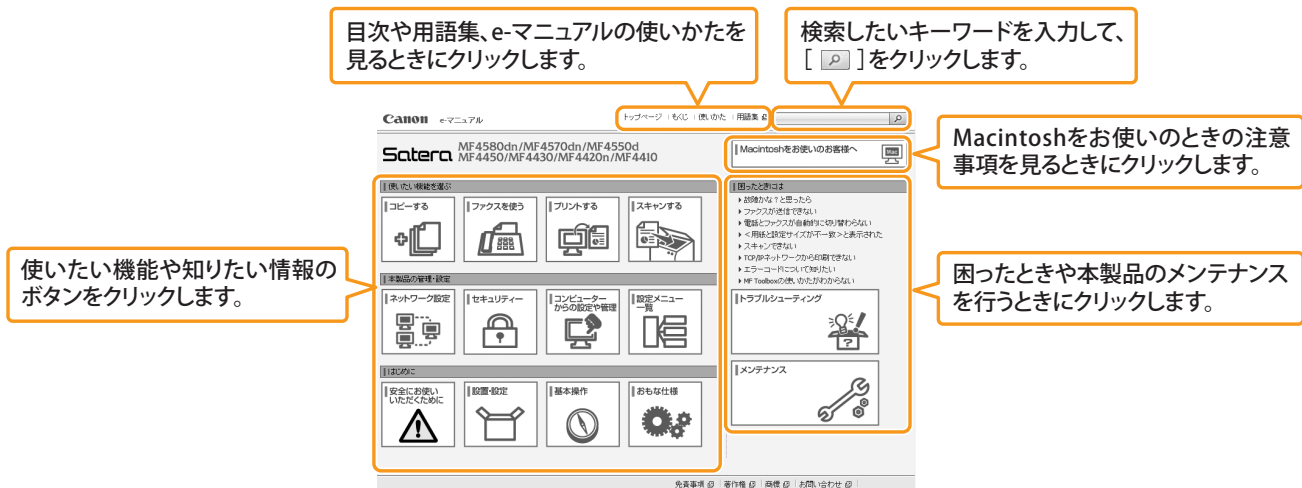 目次や用語集、e-マニュアルの使いかたを
見るときにクリックします。
検索したいキーワードを入力して、
[ ]をクリックします。
Canon e-マニュアル
トップページ | もくじ | 使いかた | 用語集
Satera MF4580dn/MF4570dn/MF4550d
MF4450/MF4430/MF4420n/MF4410
Macintoshをお使いのお客様へ
Mac
Macintoshをお使いのときの注意
事項を見るときにクリックします。
使いたい機能や知りたい情報の
ボタンをクリックします。
使いたい機能を選ぶ
コピーする
ファクスを使う
プリントする
スキャンする
本製品の管理・設定
ネットワーク設定
セキュリティー
コンピューター
からの設定や管理
設定メニュー
一覧
はじめに
安全にお使い
いただくために
設置・設定
基本操作
おもな仕様
困ったときには
故障かな？と思ったら
ファクスが送信できない
電話とファクスが自動的に切り替わらない
＜用紙と設定サイズが不一致＞と表示された
スキャンできない
TCP/IPネットワークから印刷できない
エラーコードについて知りたい
MF Toolboxの使いかたがわからない
トラブルシューティング
メンテナンス
困ったときや本製品のメンテナンス
を行うときにクリックします。
免責事項 | 著作権 | 商標 | お問い合わせ